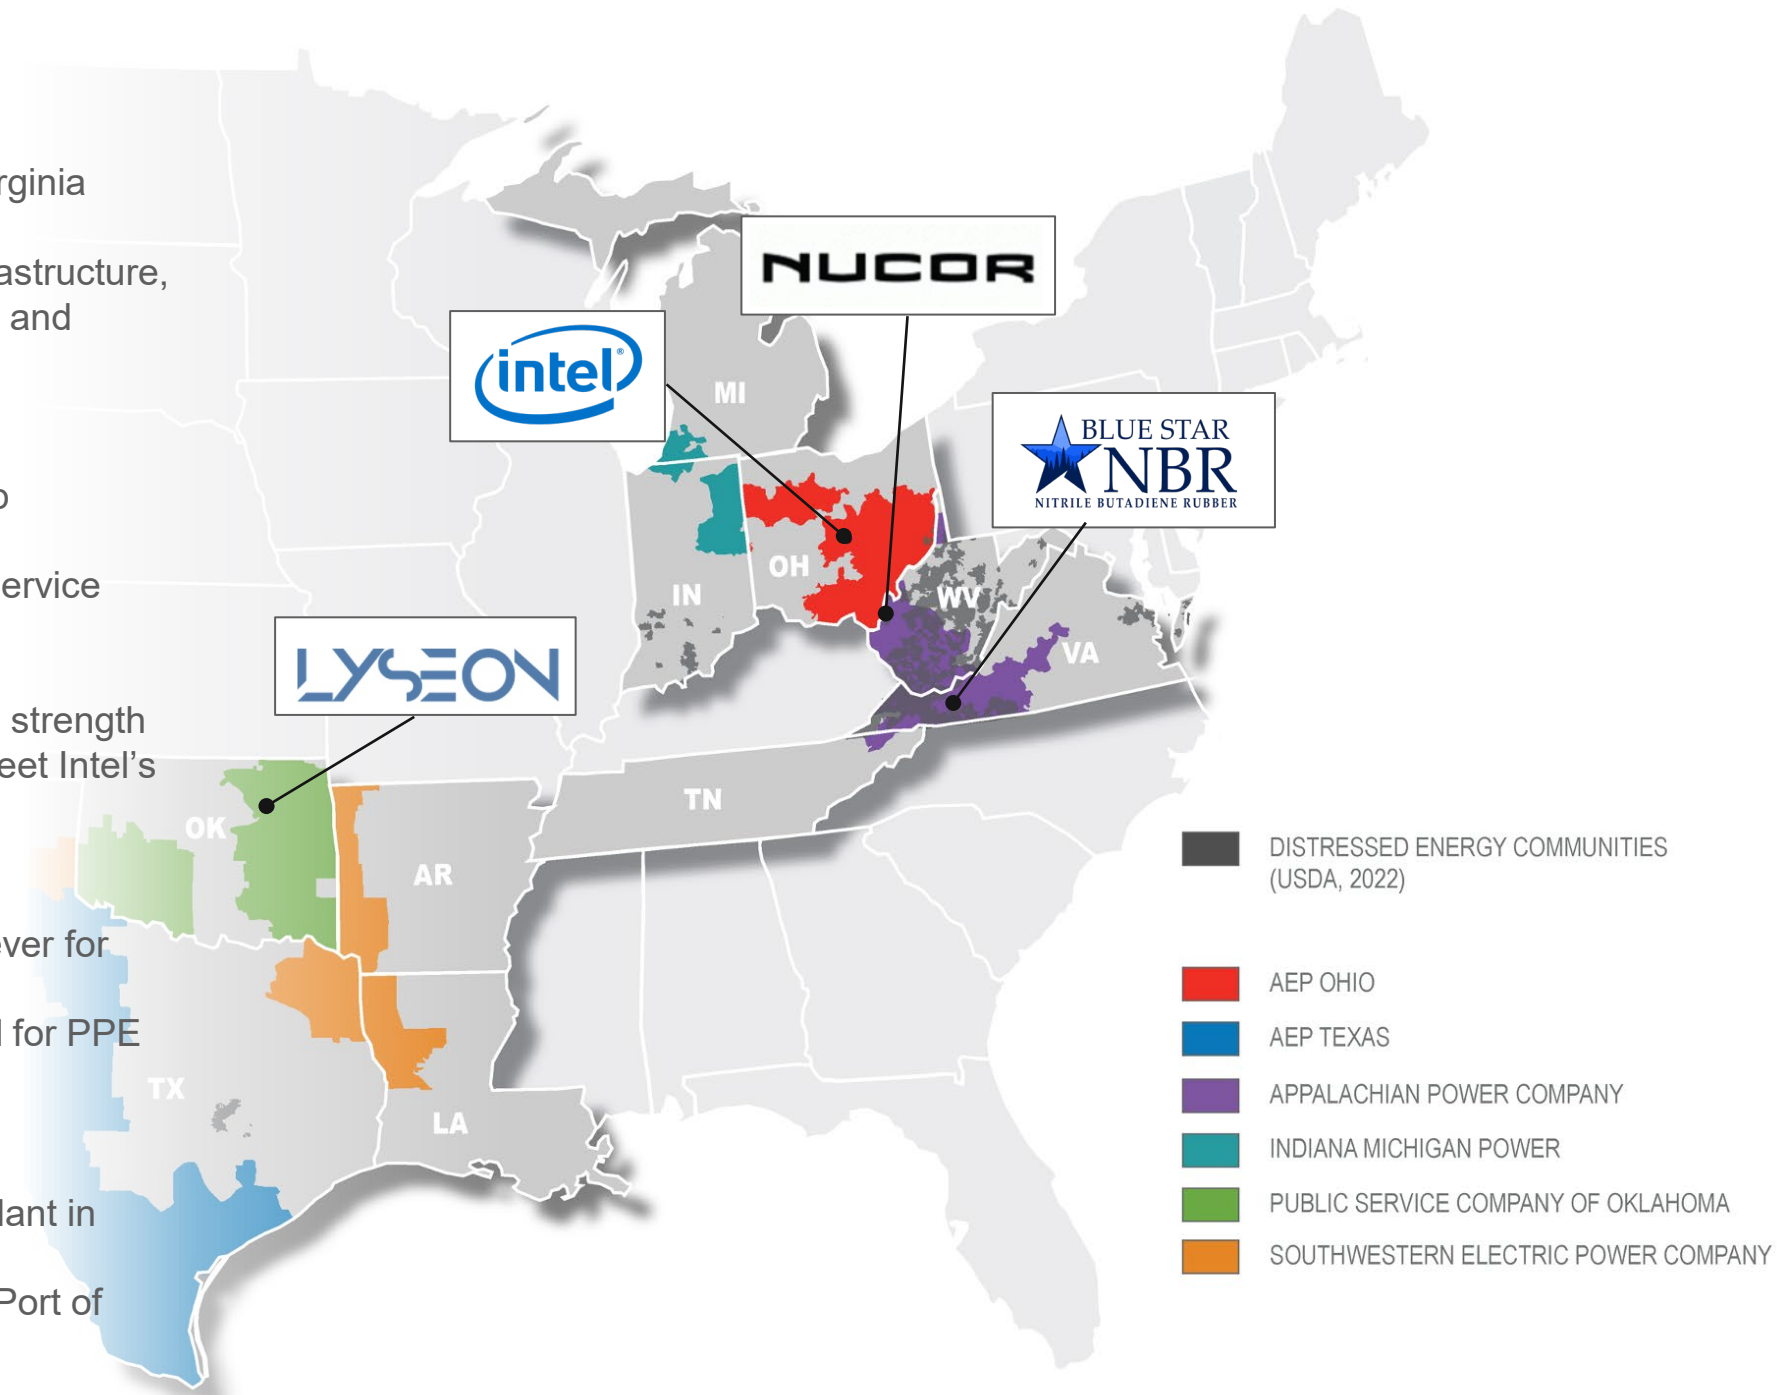 rginia
astructure,
and
o
ervice
strength
eet Intel's
ever for
l for PPE
lant in
Port of
NUCOR
intel®
MI
BLUE STAR
NBR
NITRILE BUTADIENE RUBBER
OH
IN
WV
VA
LYSEON
OK
TN
AR
TX
LA
DISTRESSED ENERGY COMMUNITIES
(USDA, 2022)
AEP OHIO
AEP TEXAS
APPALACHIAN POWER COMPANY
INDIANA MICHIGAN POWER
PUBLIC SERVICE COMPANY OF OKLAHOMA
SOUTHWESTERN ELECTRIC POWER COMPANY